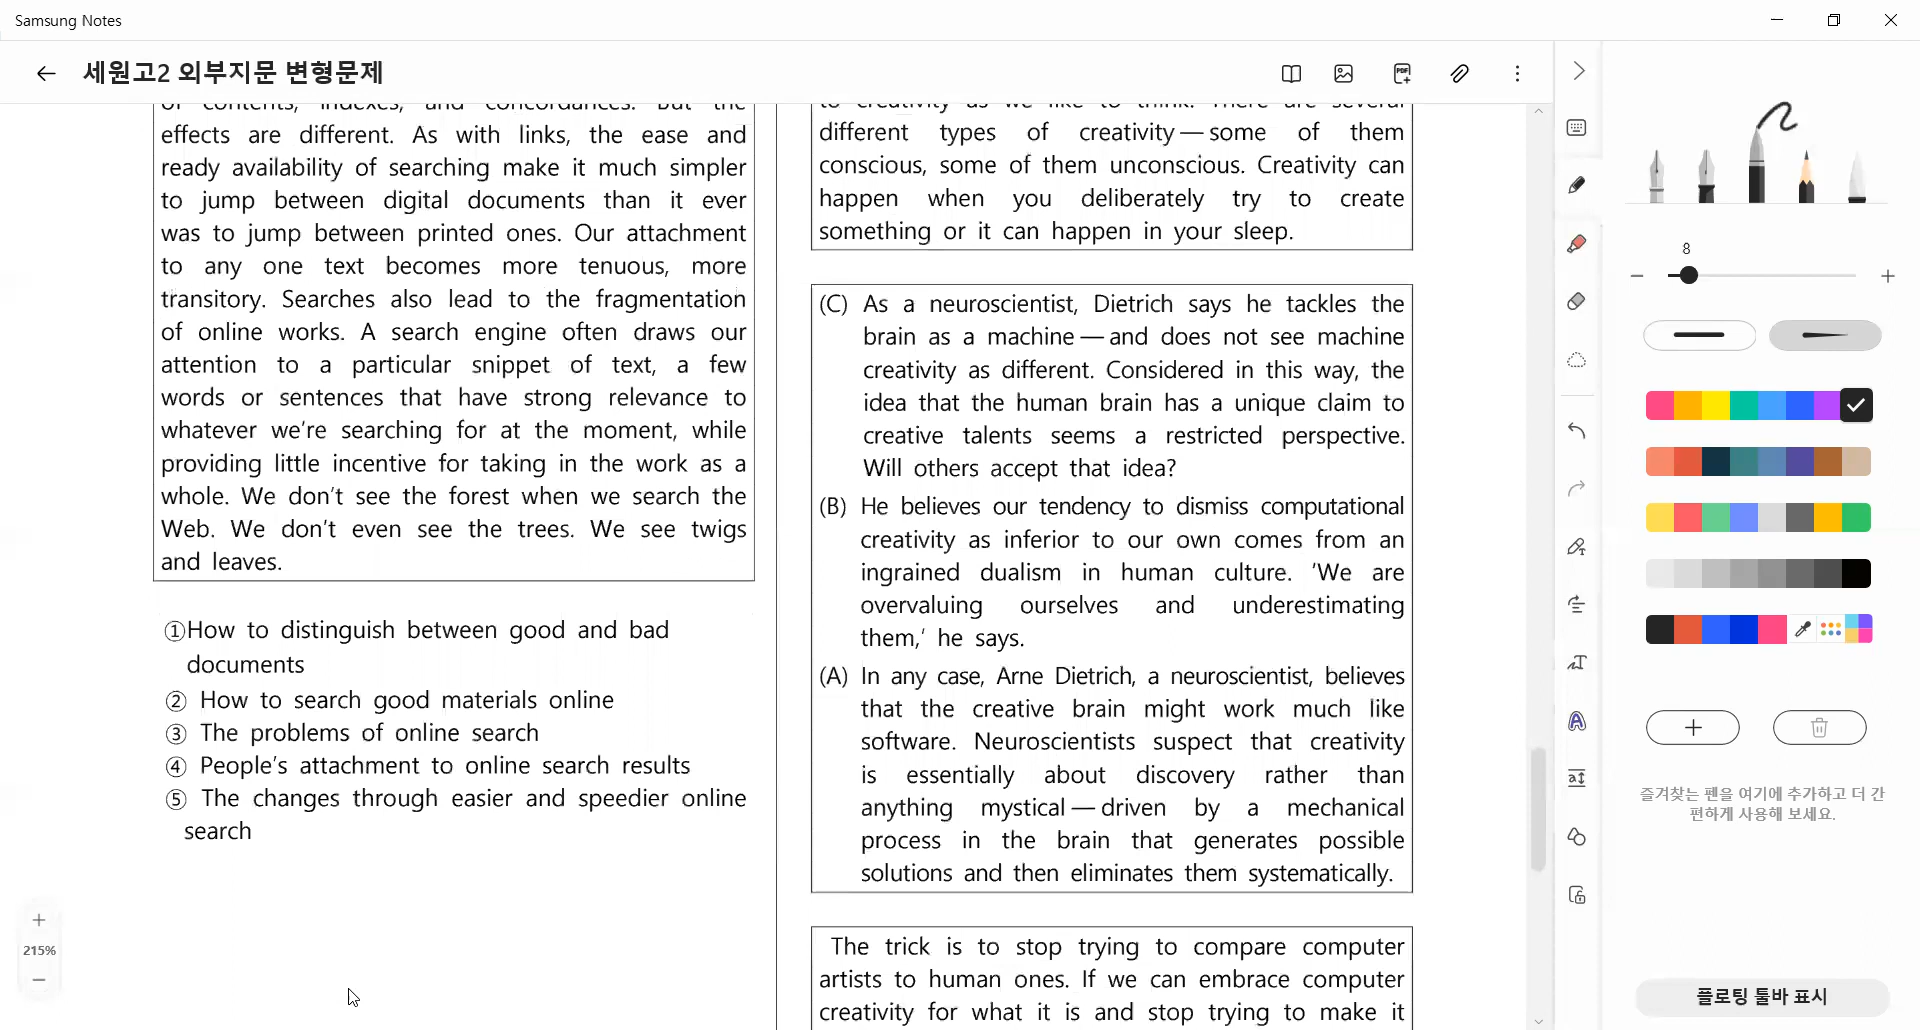 Samsung Notes
세원고2 외부지문 변형문제
of contents, indexes, and concordances. But the
effects are different. As with links, the ease and
ready availability of searching make it much simpler
to jump between digital documents than it ever
was to jump between printed ones. Our attachment
to any one text becomes more tenuous, more
transitory. Searches also lead to the fragmentation
of online works. A search engine often draws our
attention to a particular snippet of text, a few
words or sentences that have strong relevance to
whatever we're searching for at the moment, while
providing little incentive for taking in the work as a
whole. We don't see the forest when we search the
Web. We don't even see the trees. We see twigs
and leaves.
①How to distinguish between good and bad
documents
② How to search good materials online
③ The problems of online search
④ People's attachment to online search results
⑤ The changes through easier and speedier online
search
to creativity as we like to think. There are several
different types of creativity — some of them
conscious, some of them unconscious. Creativity can
happen when you deliberately try to create
something or it can happen in your sleep.
(C) As a neuroscientist, Dietrich says he tackles the
brain as a machine — and does not see machine
creativity as different. Considered in this way, the
idea that the human brain has a unique claim to
creative talents seems a restricted perspective.
Will others accept that idea?
(B) He believes our tendency to dismiss computational
creativity as inferior to our own comes from an
ingrained dualism in human culture. 'We are
overvaluing ourselves and underestimating
them,' he says.
(A) In any case, Arne Dietrich, a neuroscientist, believes
that the creative brain might work much like
software. Neuroscientists suspect that creativity
is essentially about discovery rather than
anything mystical — driven by a mechanical
process in the brain that generates possible
solutions and then eliminates them systematically.
The trick is to stop trying to compare computer
artists to human ones. If we can embrace computer
creativity for what it is and stop trying to make it
215%
PDF
8
즐겨찾는 펜을 여기에 추가하고 더 간
편하게 사용해 보세요.
플로팅 툴바 표시